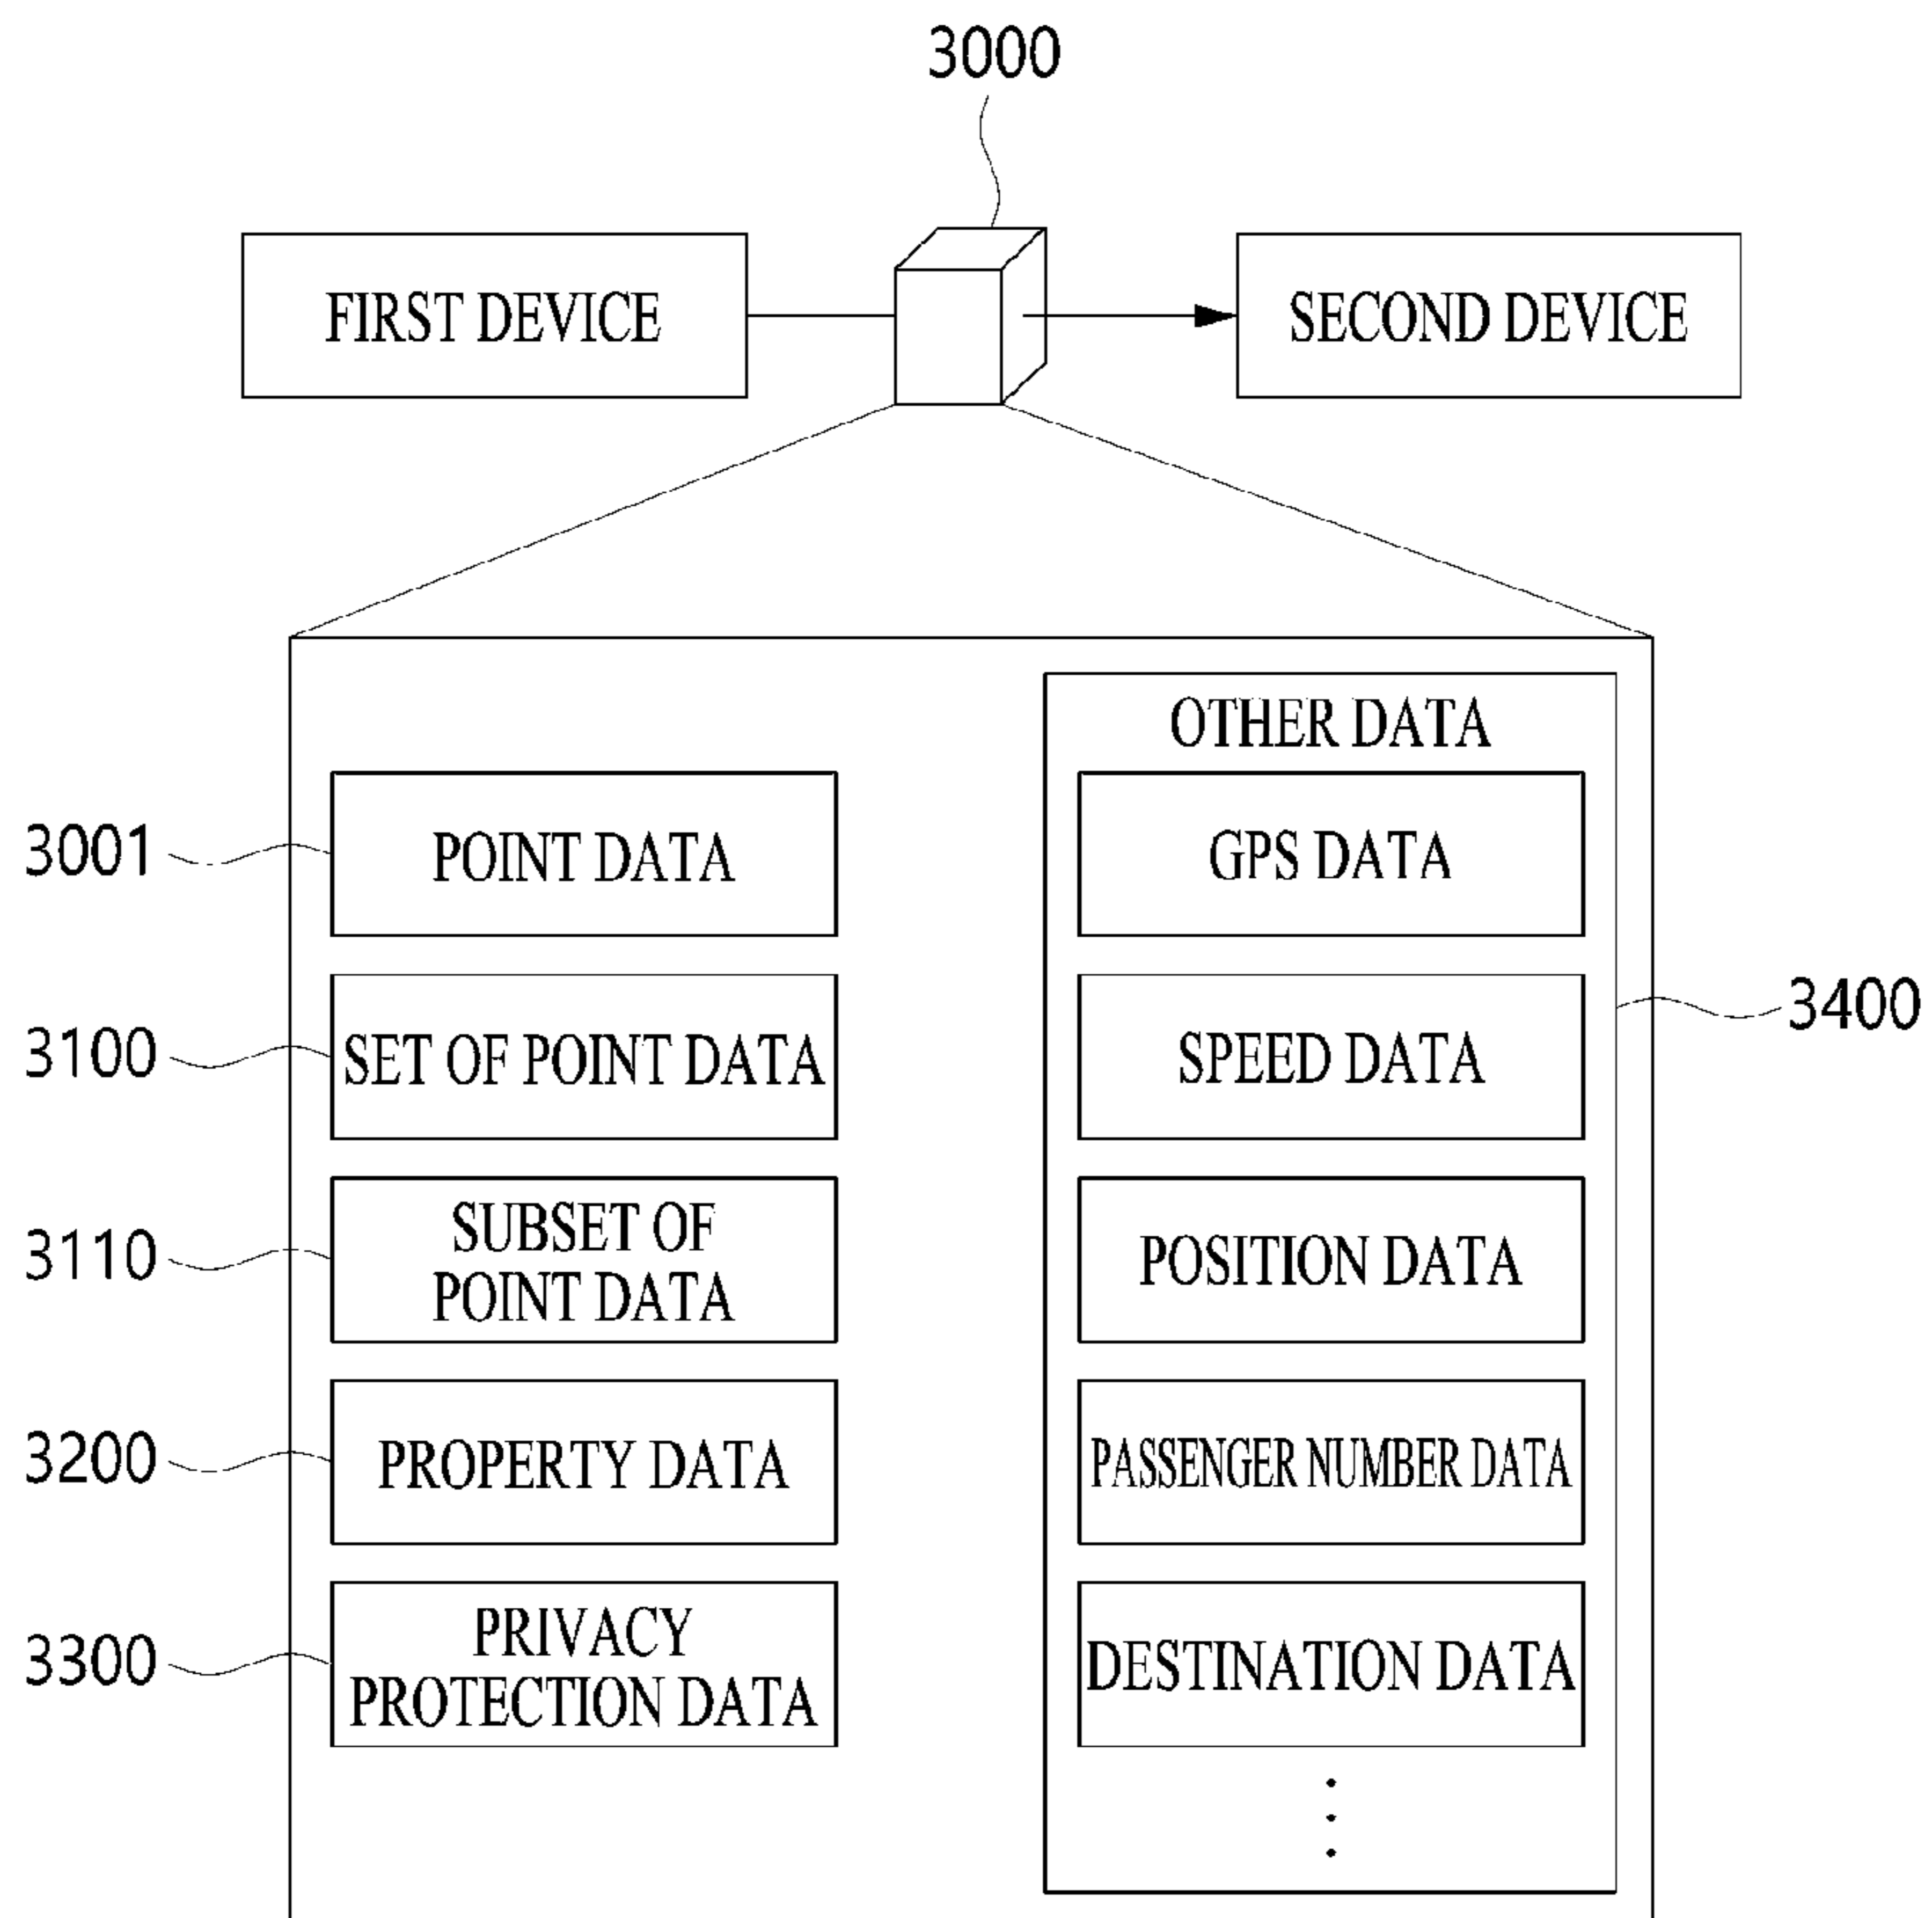 3000
FIRST DEVICE
SECOND DEVICE
3001
POINT DATA
3100
SET OF POINT DATA
3110
SUBSET OF
POINT DATA
3200
PROPERTY DATA
3300
PRIVACY
PROTECTION DATA
OTHER DATA
GPS DATA
SPEED DATA
POSITION DATA
PASSENGER NUMBER DATA
DESTINATION DATA
3400